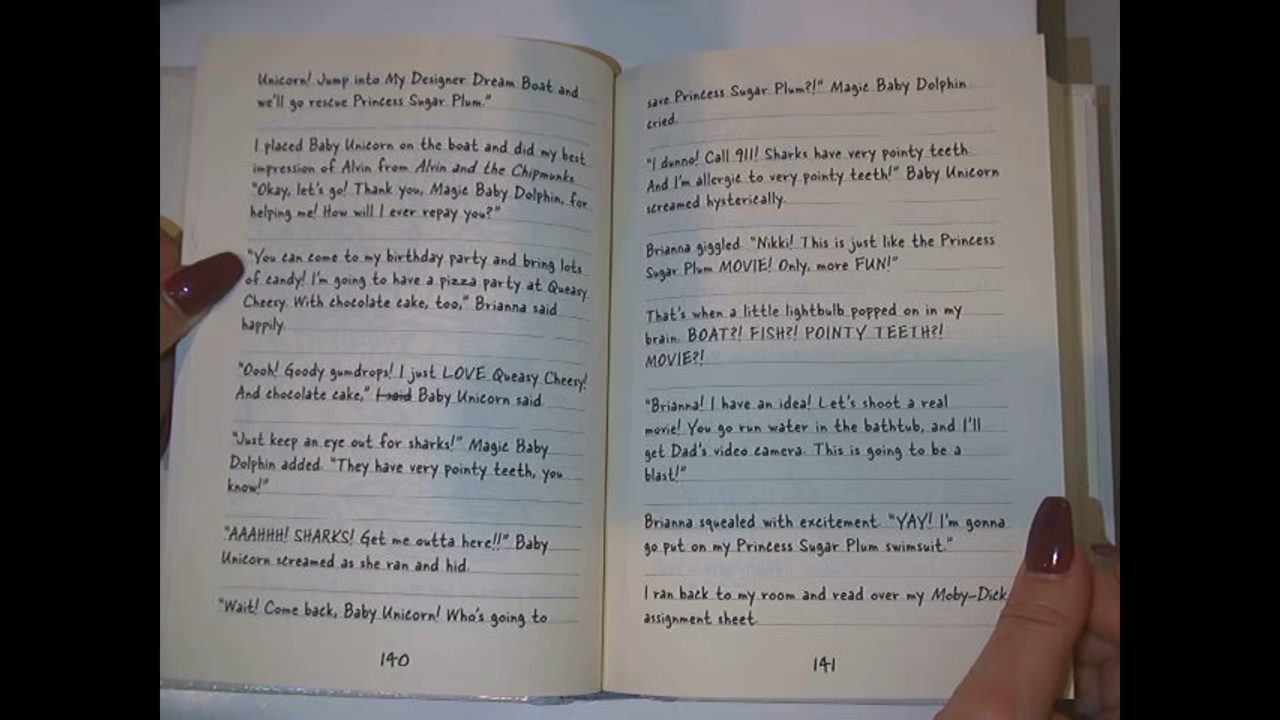 Unicorn! Jump into My Designer Dream Boat and
we'll go rescue Princess Sugar Plum."
I placed Baby Unicorn on the boat and did my best
impression of Alvin from Alvin and the Chipmunks.
"Okay, let's go! Thank you, Magic Baby Dolphin, for
helping me! How will I ever repay you?"
"You can come to my birthday party and bring lots
of candy! I'm going to have a pizza party at Queasy
Cheesy. With chocolate cake, too," Brianna said
happily.
"Oooh! Goody gumdrops! I just LOVE Queasy Cheesy!
And chocolate cake," I said Baby Unicorn said.
"Just keep an eye out for sharks!" Magic Baby
Dolphin added. "They have very pointy teeth, you
know!"
"AAAHHH! SHARKS! Get me outta here!!" Baby
Unicorn screamed as she ran and hid.
"Wait! Come back, Baby Unicorn! Who's going to
140
save Princess Sugar Plum?!" Magic Baby Dolphin
cried.
"I dunno! Call 911! Sharks have very pointy teeth.
And I'm allergic to very pointy teeth!" Baby Unicorn
screamed hysterically.
Brianna giggled. "Nikki! This is just like the Princess
Sugar Plum MOVIE! Only, more FUN!"
That's when a little lightbulb popped on in my
brain. BOAT?! FISH?! POINTY TEETH?!
MOVIE?!
"Brianna! I have an idea! Let's shoot a real
movie! You go run water in the bathtub, and I'll
get Dad's video camera. This is going to be a
blast!"
Brianna squealed with excitement. "YAY! I'm gonna
go put on my Princess Sugar Plum swimsuit."
I ran back to my room and read over my Moby-Dick
assignment sheet.
141